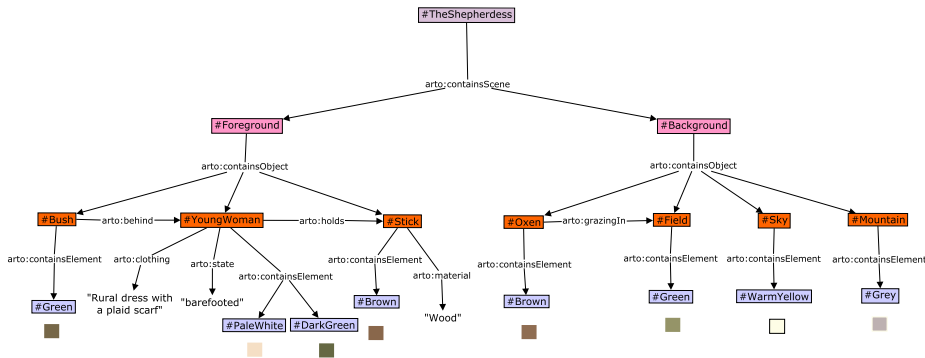 #TheShepherdess
arto:containsScene
#Foreground
#Background
arto:containsObject
arto:containsObject
#Bush
arto:behind
#YoungWoman
arto:holds
#Stick
#Oxen
arto:grazingIn
#Field
#Sky
#Mountain
arto:containsElement
arto:clothing
arto:state
arto:containsElement
arto:containsElement
arto:material
arto:containsElement
arto:containsElement
arto:containsElement
arto:containsElement
#Green
"Rural dress with
a plaid scarf"
"barefooted"
#PaleWhite
#DarkGreen
#Brown
"Wood"
#Brown
#Green
#WarmYellow
#Grey